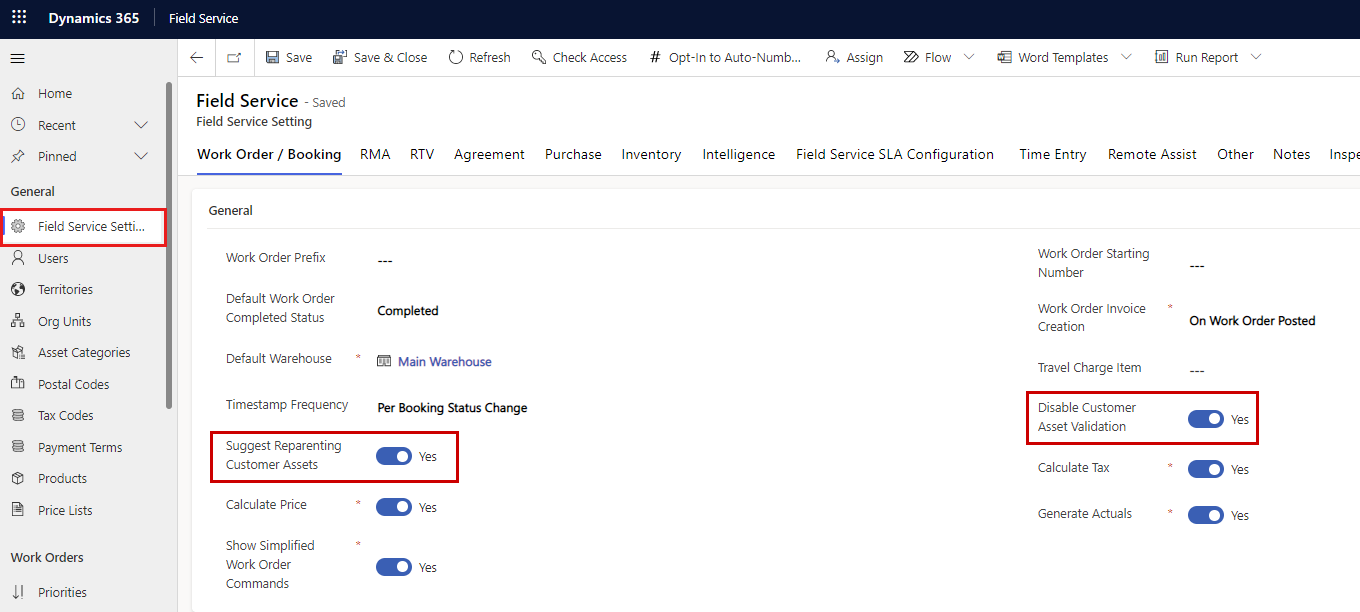 Dynamics 365
Field Service
Save
Save & Close
Refresh
Check Access
# Opt-In to Auto-Numb...
Assign
Flow
Word Templates
Run Report
Home
Recent
Pinned
General
Field Service Setti...
Users
Territories
Org Units
Asset Categories
Postal Codes
Tax Codes
Payment Terms
Products
Price Lists
Work Orders
Priorities
Field Service - Saved
Field Service Setting
Work Order / Booking
RMA
RTV
Agreement
Purchase
Inventory
Intelligence
Field Service SLA Configuration
Time Entry
Remote Assist
Other
Notes
Inspe
General
Work Order Prefix
---
Default Work Order
Completed Status
Completed
Default Warehouse *
Main Warehouse
Timestamp Frequency
Per Booking Status Change
Suggest Reparenting
Customer Assets
Yes
Calculate Price *
Yes
Show Simplified *
Work Order
Commands
Yes
Work Order Starting
Number
---
Work Order Invoice *
Creation
On Work Order Posted
Travel Charge Item
---
Disable Customer
Asset Validation
Yes
Calculate Tax *
Yes
Generate Actuals *
Yes